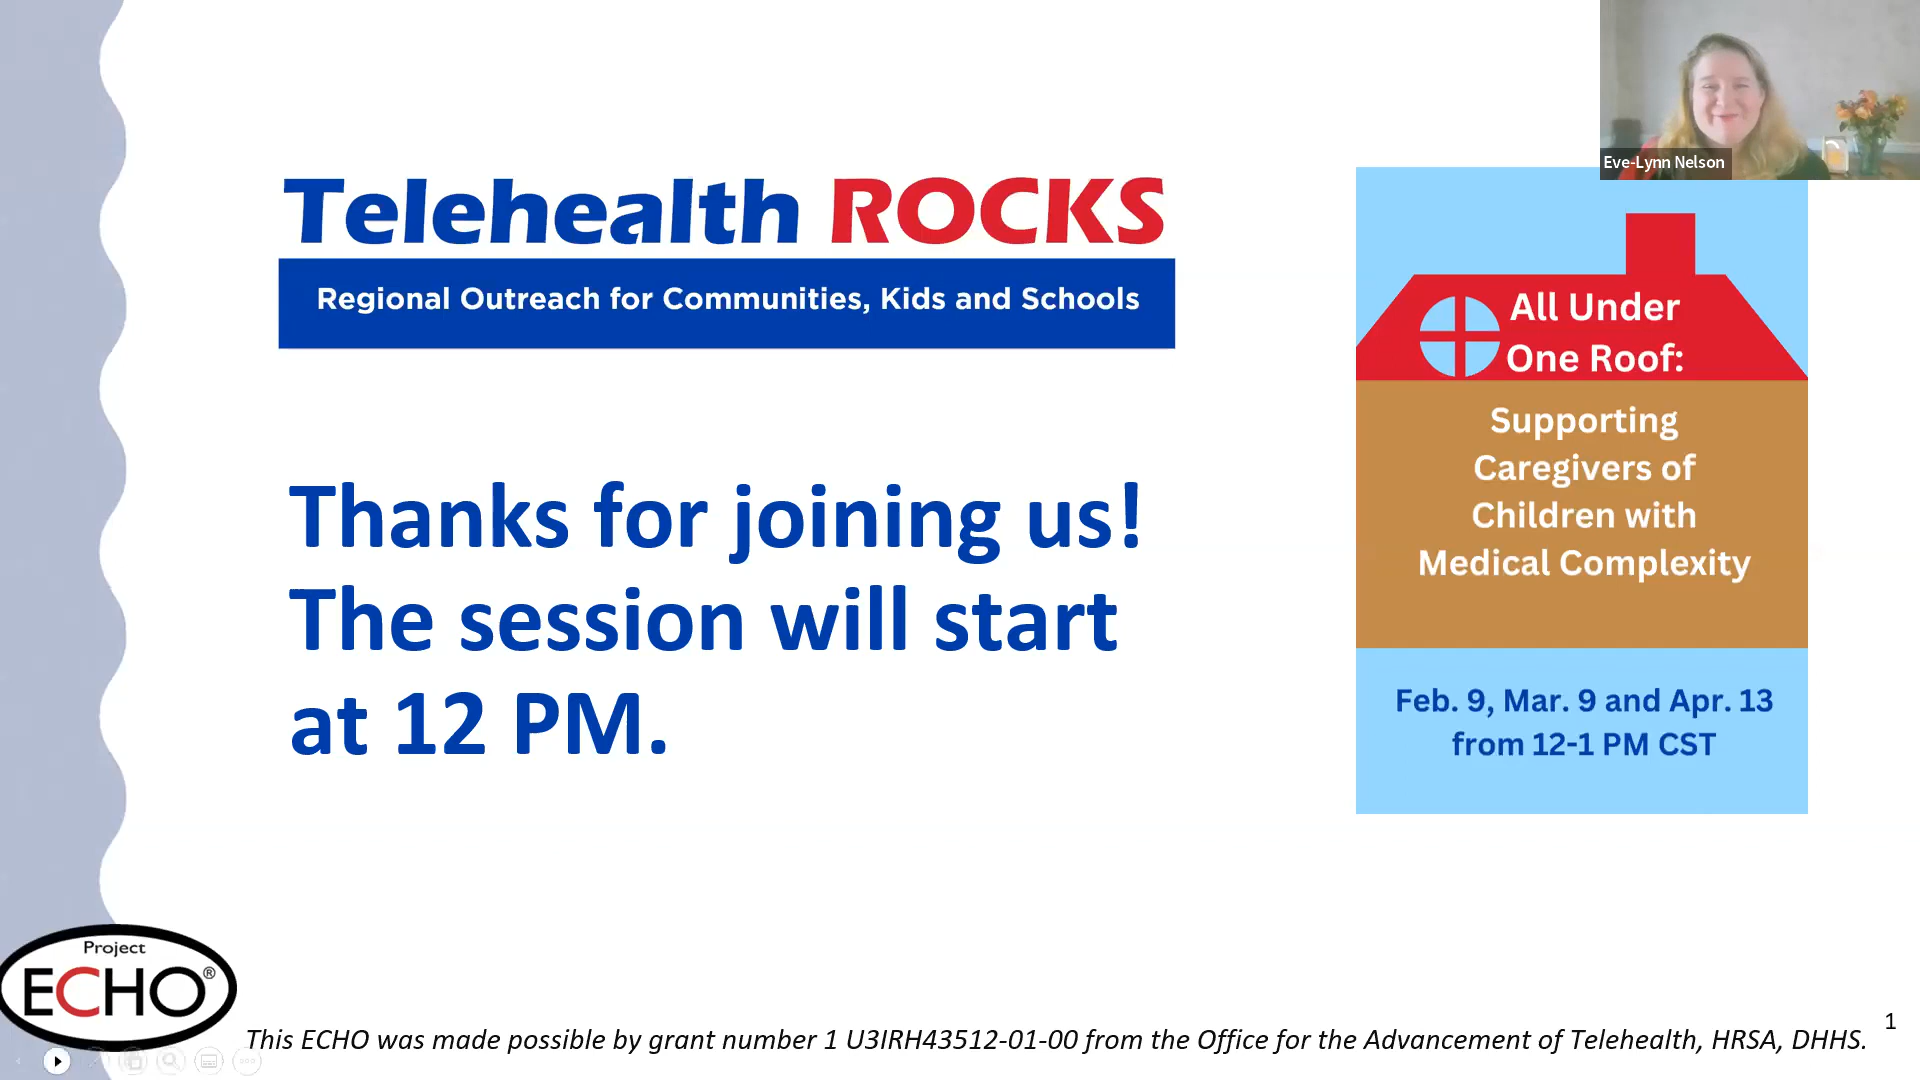 Eve-Lynn Nelson
Telehealth ROCKS
Regional Outreach for Communities, Kids and Schools
Thanks for joining us!
The session will start
at 12 PM.
All Under
One Roof:
Supporting
Caregivers of
Children with
Medical Complexity
Feb. 9, Mar. 9 and Apr. 13
from 12-1 PM CST
Project
ECHO®
This ECHO was made possible by grant number 1 U3IRH43512-01-00 from the Office for the Advancement of Telehealth, HRSA, DHHS.
1